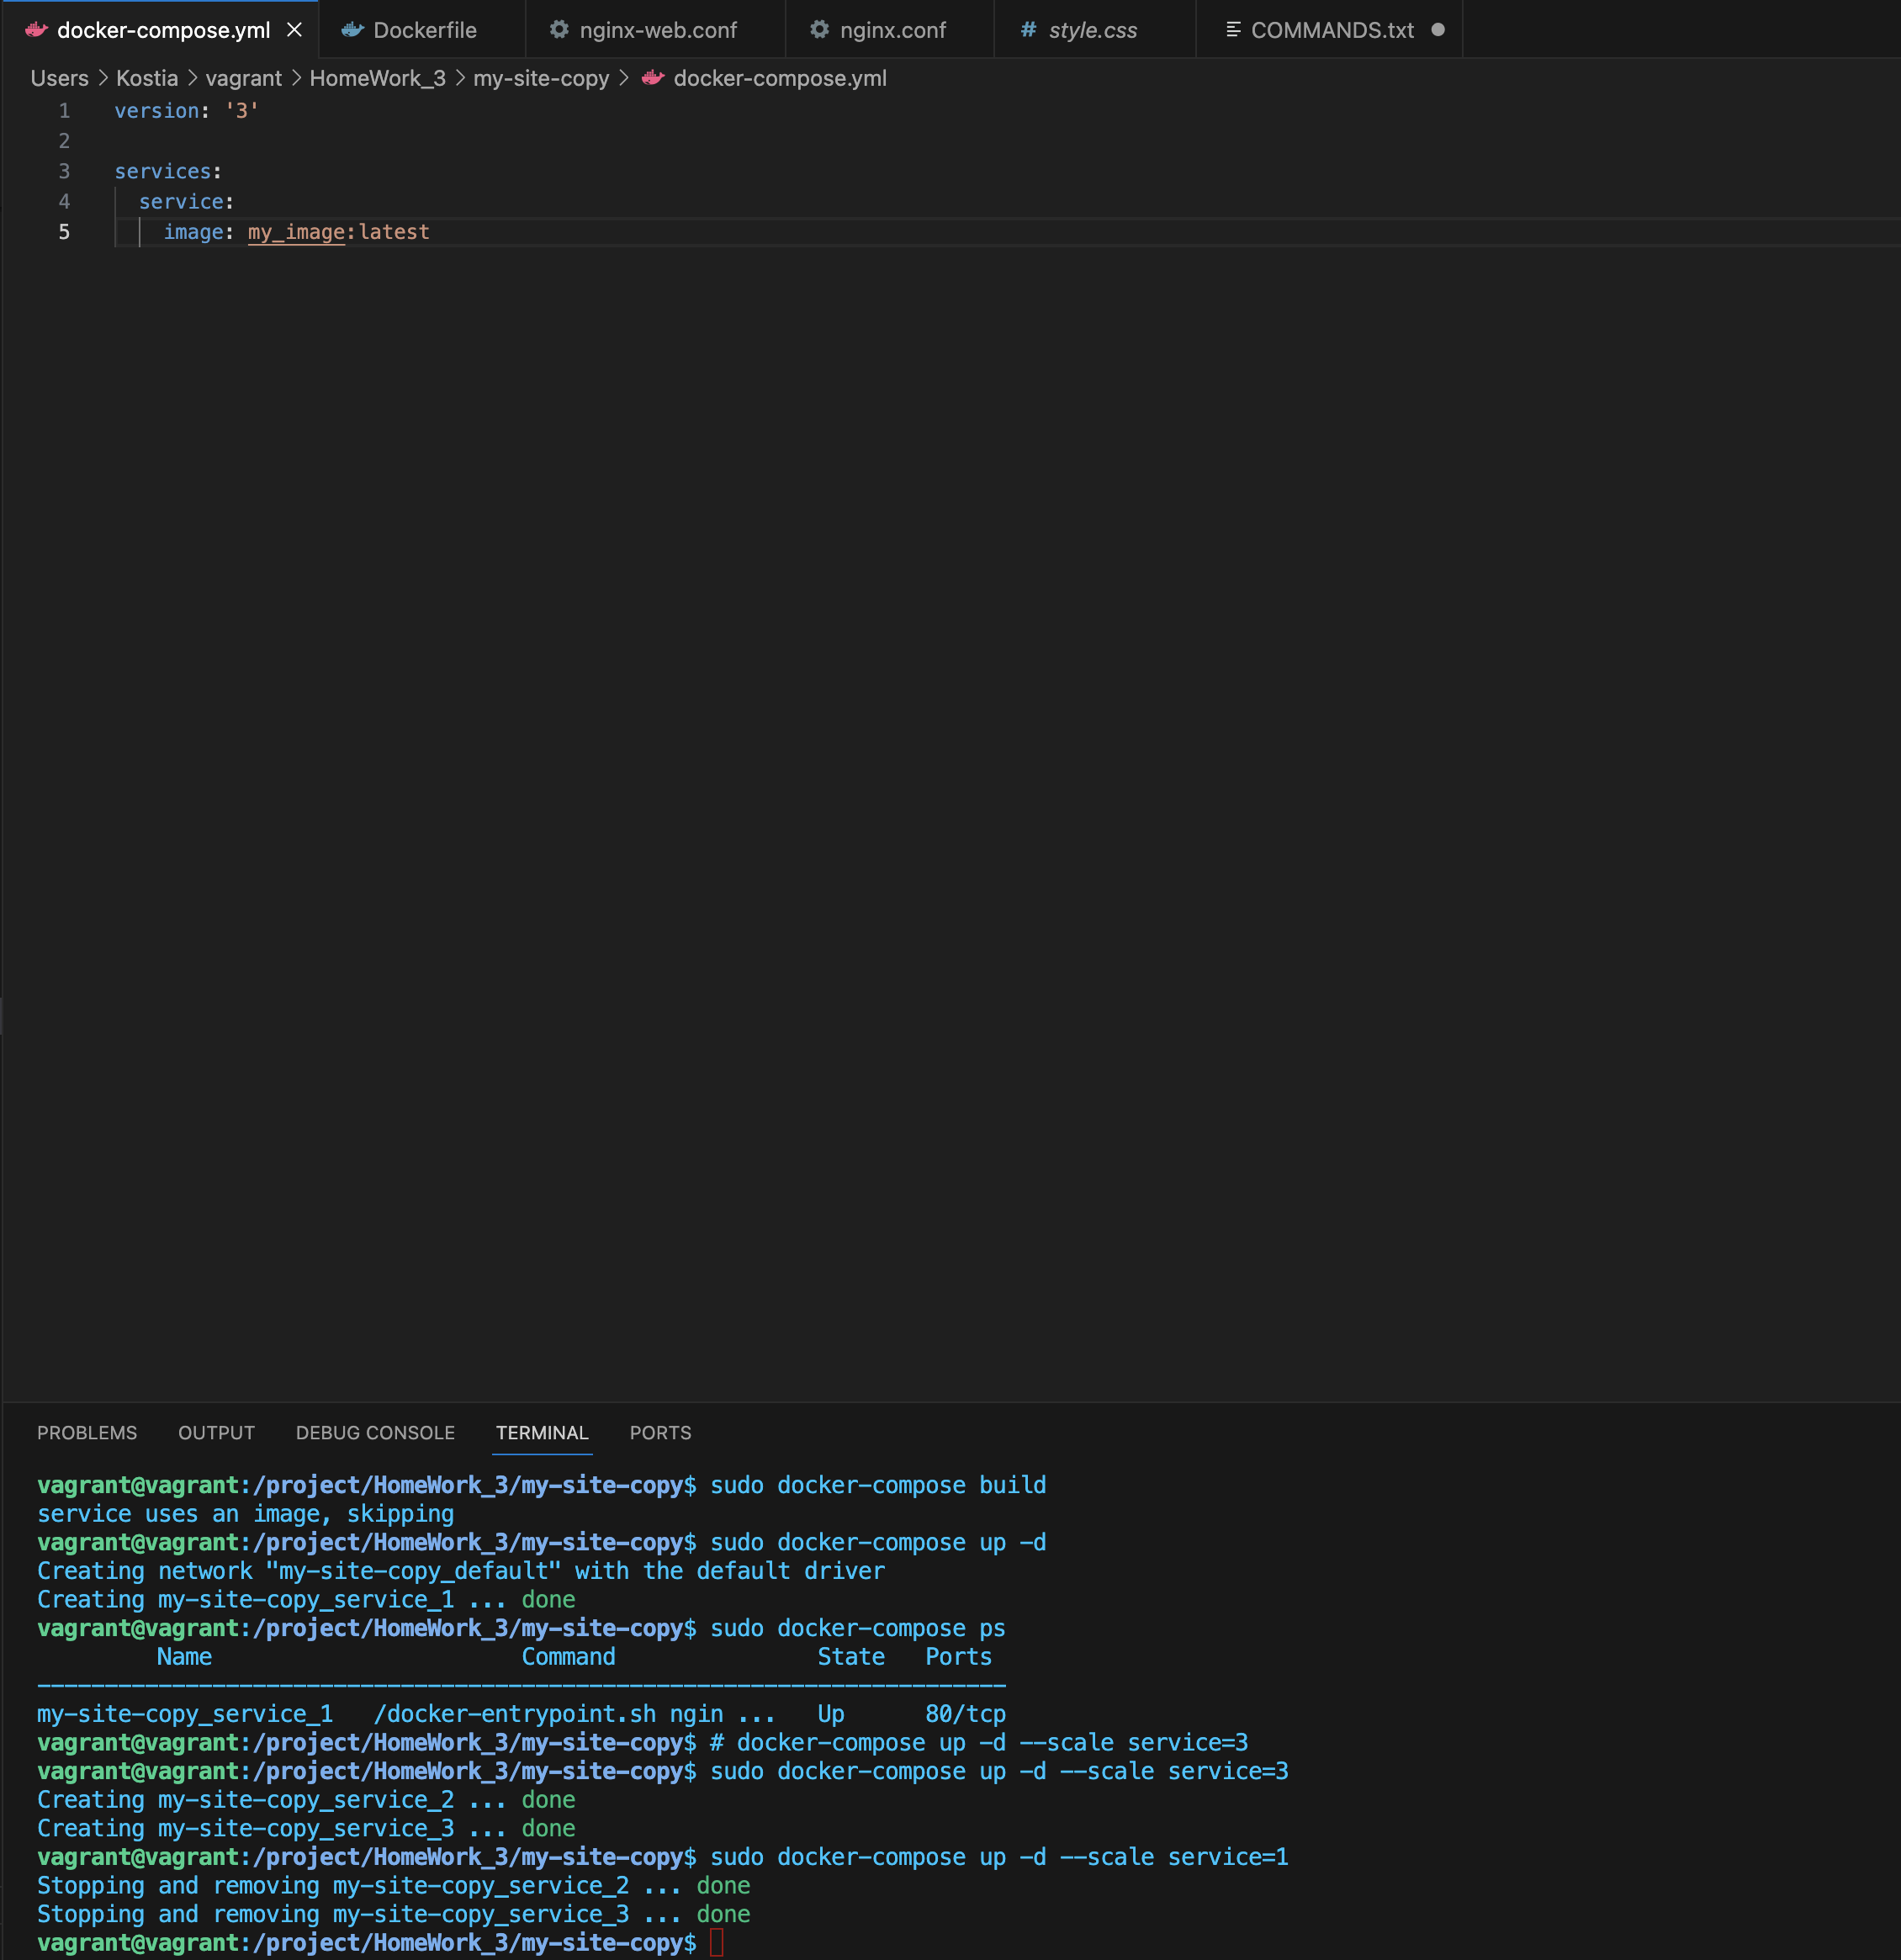 docker-compose.yml Dockerfile nginx-web.conf nginx.conf # style.css COMMANDS.txt
Users > Kostia > vagrant > HomeWork_3 > my-site-copy > docker-compose.yml
1 version: '3'
2
3 services:
4 service:
5 image: my_image:latest
PROBLEMS OUTPUT DEBUG CONSOLE TERMINAL PORTS
vagrant@vagrant:/project/HomeWork_3/my-site-copy$ sudo docker-compose build
service uses an image, skipping
vagrant@vagrant:/project/HomeWork_3/my-site-copy$ sudo docker-compose up -d
Creating network "my-site-copy_default" with the default driver
Creating my-site-copy_service_1 ... done
vagrant@vagrant:/project/HomeWork_3/my-site-copy$ sudo docker-compose ps
Name Command State Ports
------------------------------------------------------------------------
my-site-copy_service_1 /docker-entrypoint.sh ngin ... Up 80/tcp
vagrant@vagrant:/project/HomeWork_3/my-site-copy$ # docker-compose up -d --scale service=3
vagrant@vagrant:/project/HomeWork_3/my-site-copy$ sudo docker-compose up -d --scale service=3
Creating my-site-copy_service_2 ... done
Creating my-site-copy_service_3 ... done
vagrant@vagrant:/project/HomeWork_3/my-site-copy$ sudo docker-compose up -d --scale service=1
Stopping and removing my-site-copy_service_2 ... done
Stopping and removing my-site-copy_service_3 ... done
vagrant@vagrant:/project/HomeWork_3/my-site-copy$